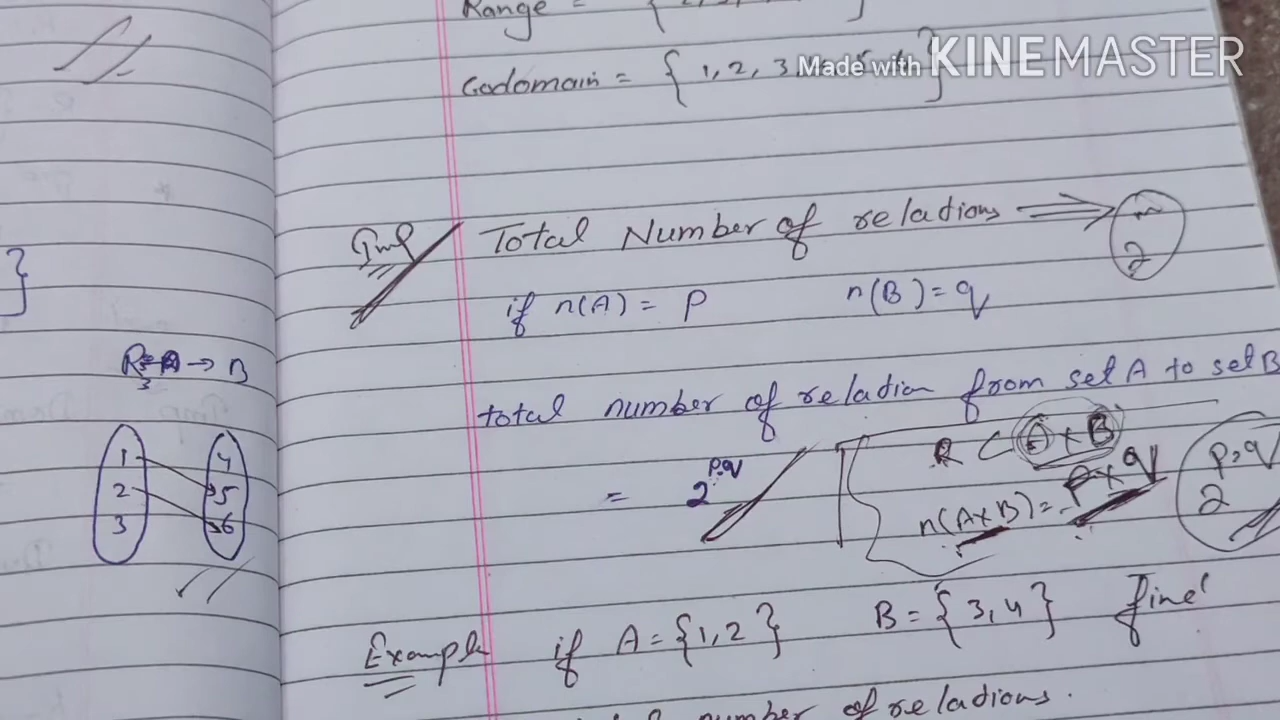 Range = {
Codomain = { 1, 2, 3 }
Made with KINEMASTER
Imp Total Number of relations ⟹ 2^m
if n(A) = p n(B) = q
total number of relation from set A to set B
= 2^p.q
R ⊂ A × B
n(A×B) = p × q
2^p.q
Example if A = {1,2} B = {3,4} find
number of relations.
}
R: A → B
1 4
2 5
3 6